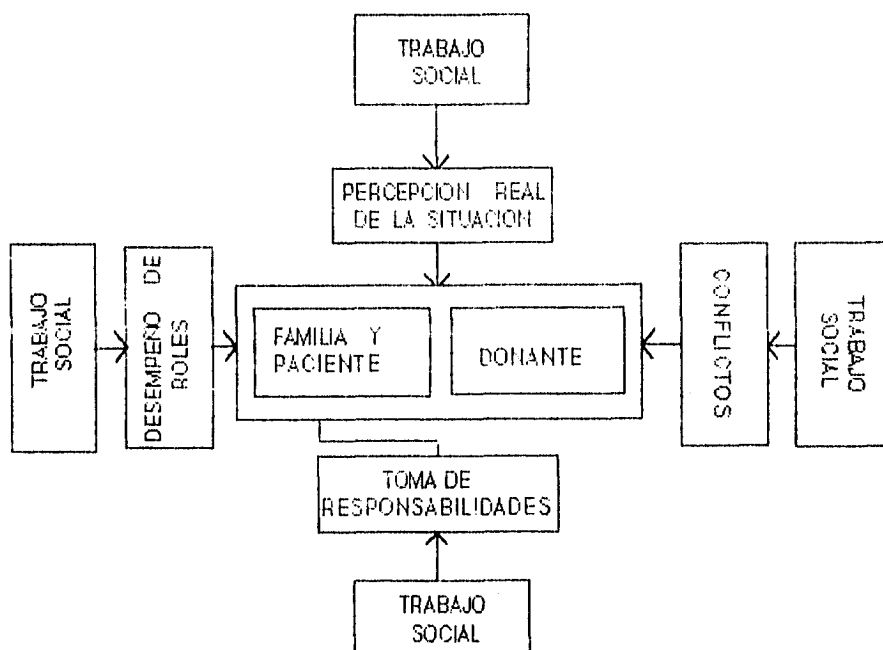 TRABAJO
SOCIAL
PERCEPCION REAL
DE LA SITUACION
TRABAJO
SOCIAL
DESEMPEÑO DE
ROLES
FAMILIA Y
PACIENTE
DONANTE
CONFLICTOS
TRABAJO
SOCIAL
TOMA DE
RESPONSABILIDADES
TRABAJO
SOCIAL